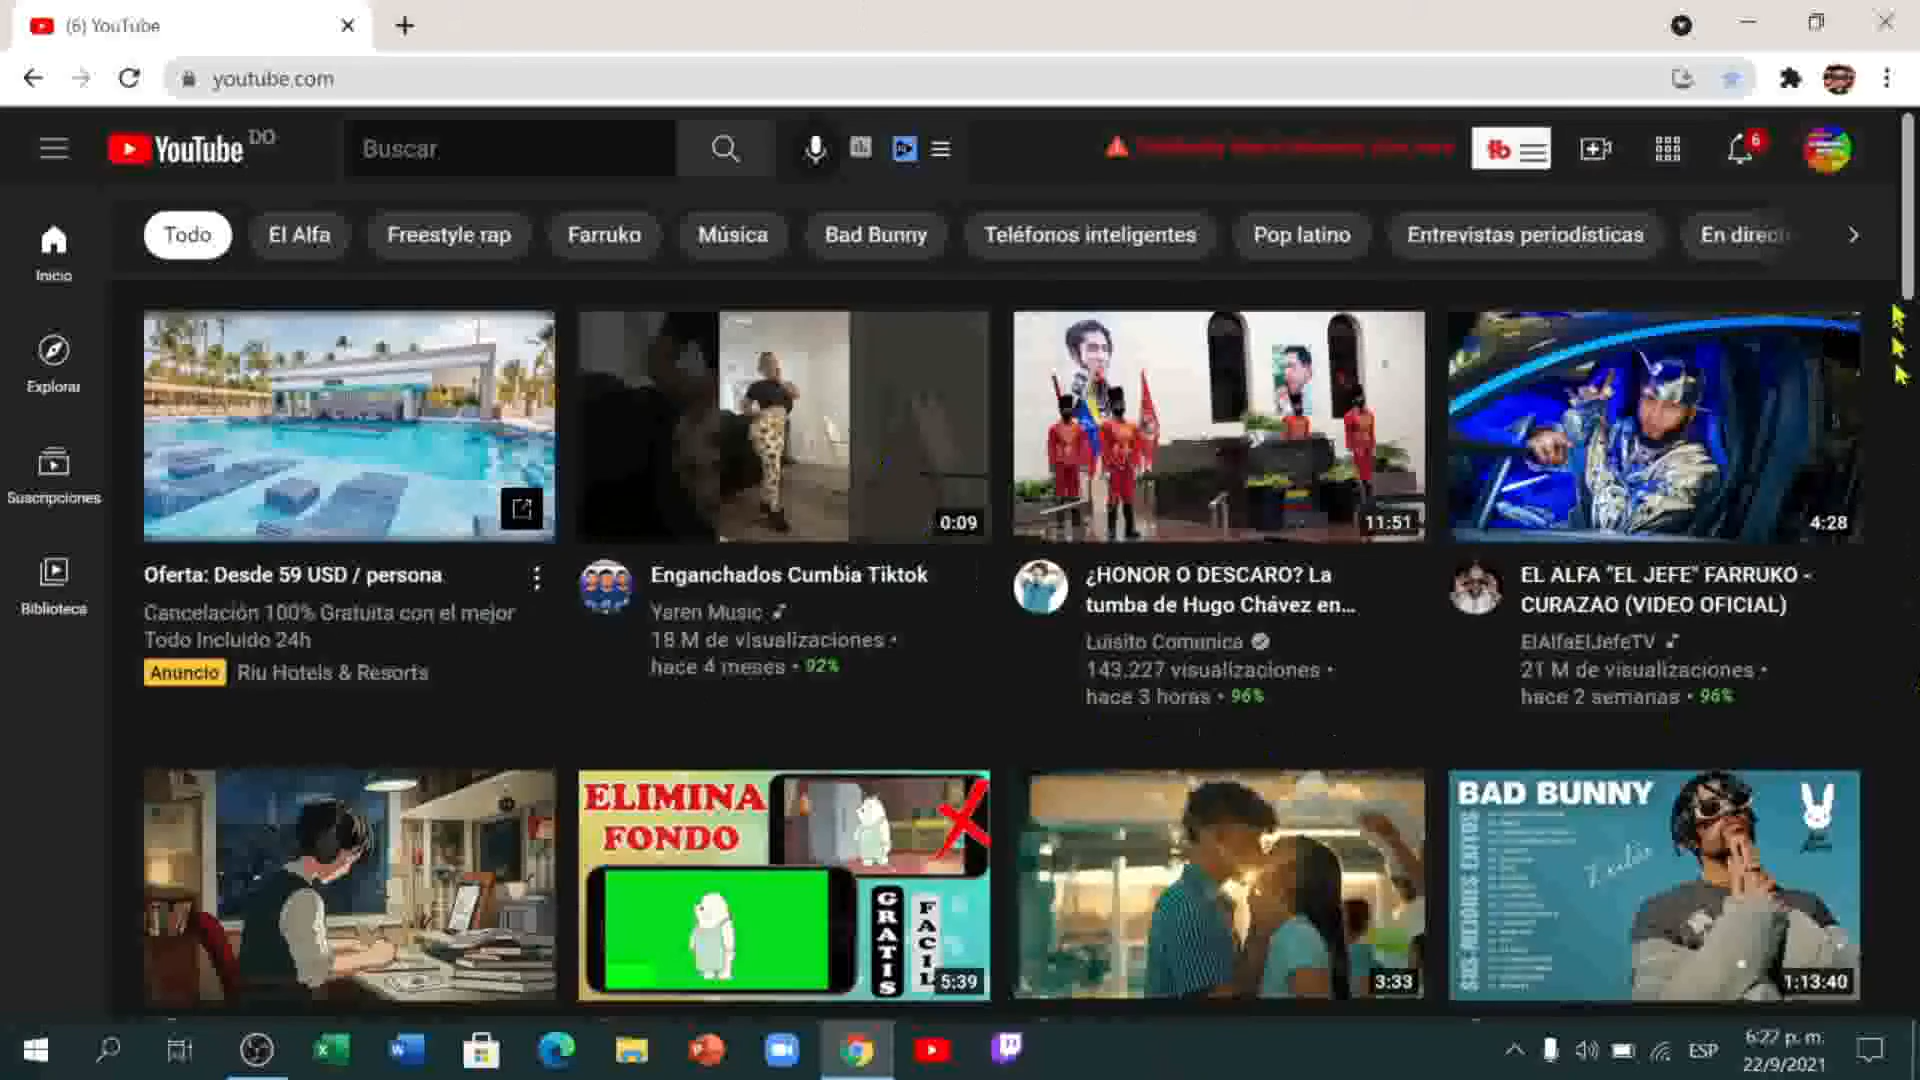 (6) YouTube
youtube.com
YouTube DO
Buscar
6
Todo
El Alfa
Freestyle rap
Farruko
Música
Bad Bunny
Teléfonos inteligentes
Pop latino
Entrevistas periodísticas
En direct
Inicio
Explorar
Suscripciones
Biblioteca
0:09
11:51
4:28
Oferta: Desde 59 USD / persona
Cancelación 100% Gratuita con el mejor
Todo Incluido 24h
Anuncio Riu Hotels & Resorts
Enganchados Cumbia Tiktok
Yaren Music
18 M de visualizaciones •
hace 4 meses • 92%
¿HONOR O DESCARO? La
tumba de Hugo Chávez en...
Luisito Comunica
143.227 visualizaciones •
hace 3 horas • 96%
EL ALFA "EL JEFE" FARRUKO -
CURAZAO (VIDEO OFICIAL)
ElAlfaElJefeTV
21 M de visualizaciones •
hace 2 semanas • 96%
ELIMINA
FONDO
GRATIS
FACIL
5:39
3:33
BAD BUNNY
SUS MEJORES EXITOS
1:13:40
ESP
6:27 p. m.
22/9/2021